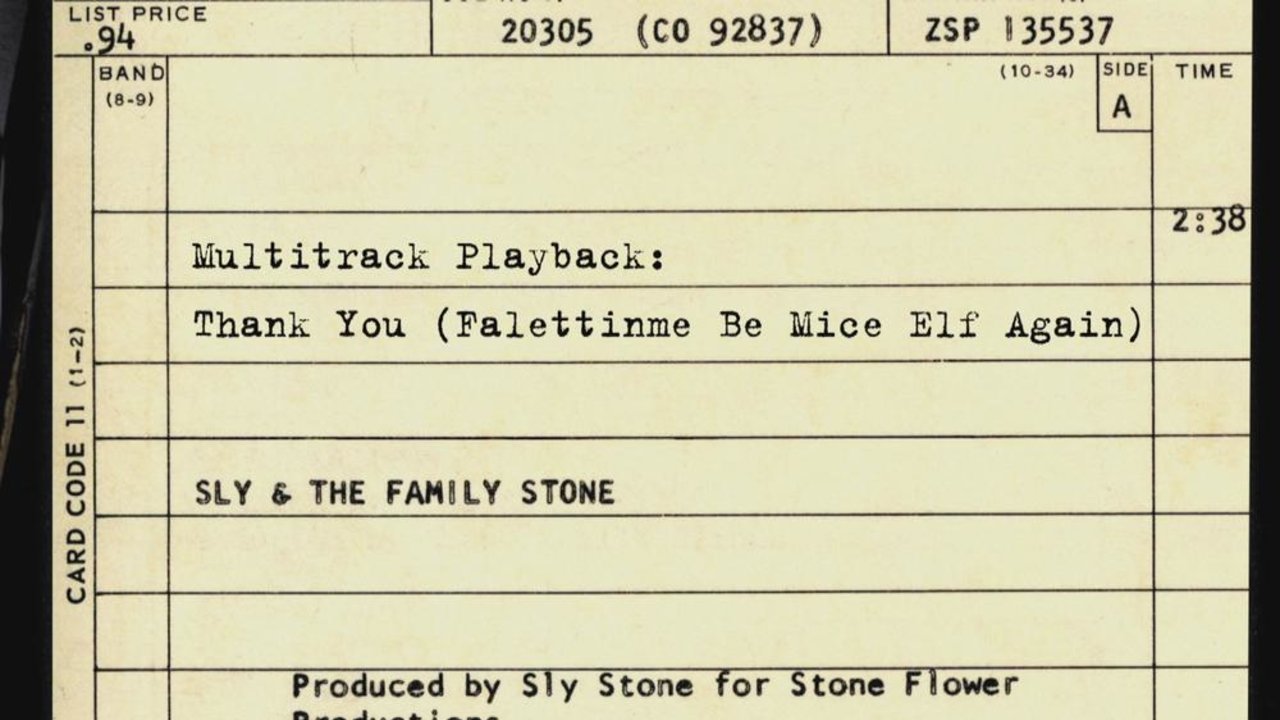 LIST PRICE
.94
20305 (CO 92837)
ZSP 135537
BAND
(8-9)
(10-34)
SIDE
A
TIME
2:38
Multitrack Playback:
Thank You (Falettinme Be Mice Elf Again)
CARD CODE 11 (1-2)
SLY & THE FAMILY STONE
Produced by Sly Stone for Stone Flower
Productions